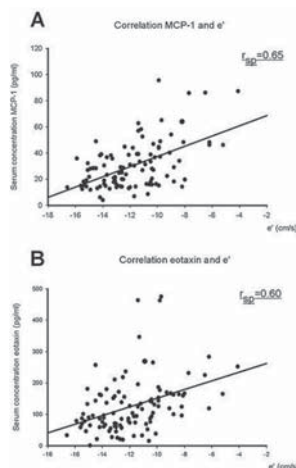 A
Correlation MCP-1 and e'
r sp=0.65
Serum concentration MCP-1 (pg/ml)
120
100
80
60
40
20
0
-18 -16 -14 -12 -10 -8 -6 -4 -2
e' (cm/s)
B
Correlation eotaxin and e'
r sp=0.60
Serum concentration eotaxin (pg/ml)
500
400
300
200
100
0
-18 -16 -14 -12 -10 -8 -6 -4 -2
e' (cm/s)